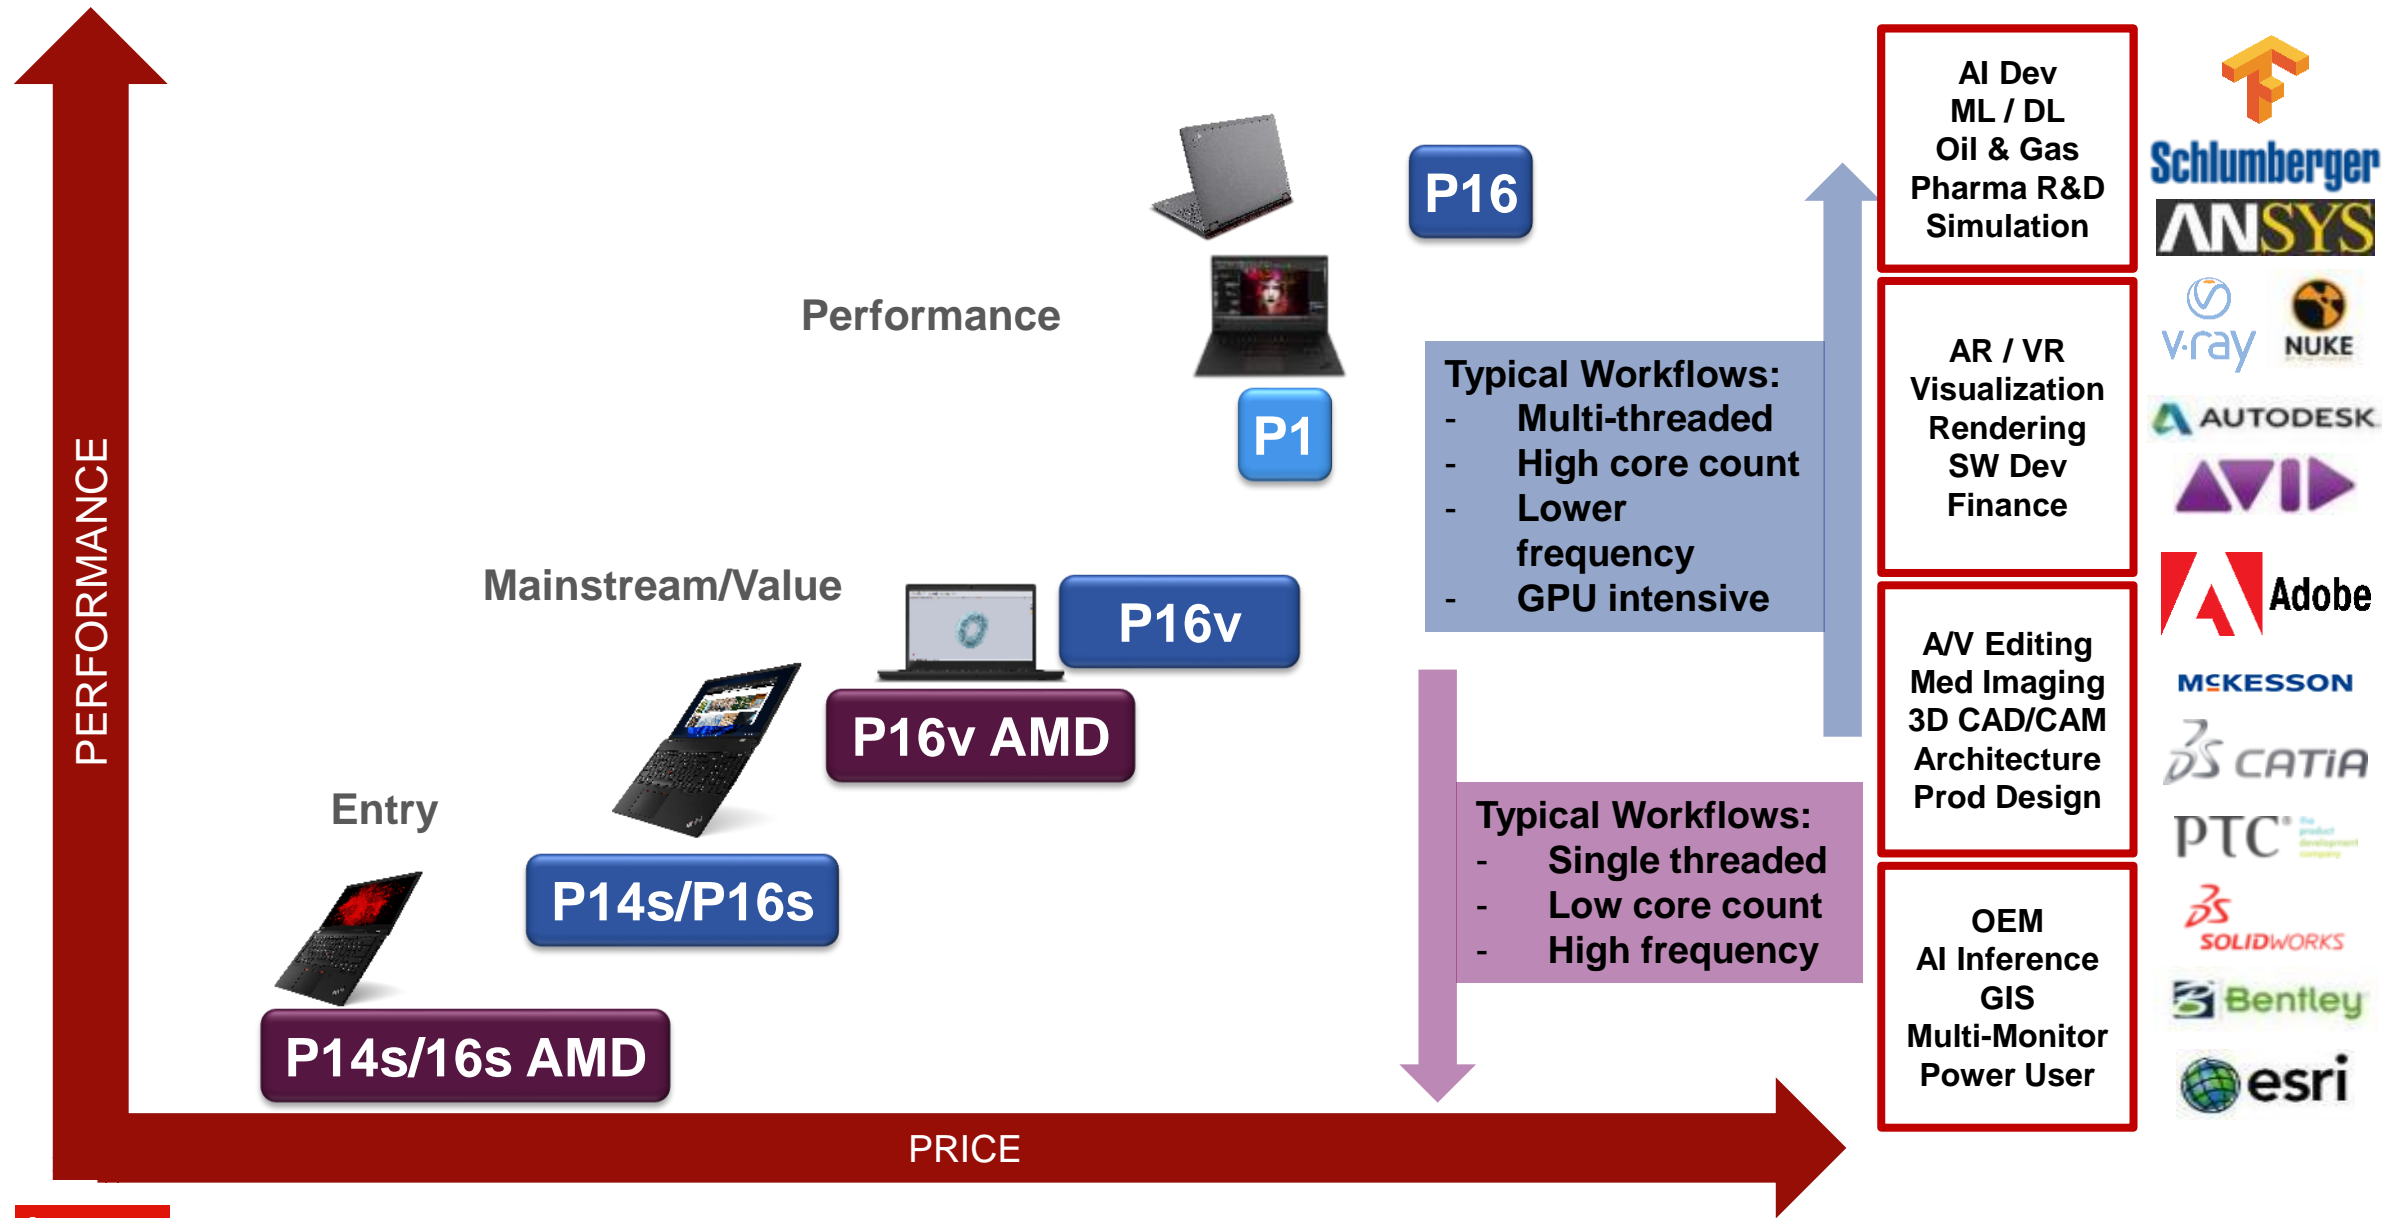 PERFORMANCE
PRICE
Performance
Mainstream/Value
Entry
P16
P1
P16v
P16v AMD
P14s/P16s
P14s/16s AMD
Typical Workflows:
- Multi-threaded
- High core count
- Lower
frequency
- GPU intensive
Typical Workflows:
- Single threaded
- Low core count
- High frequency
AI Dev
ML / DL
Oil & Gas
Pharma R&D
Simulation
AR / VR
Visualization
Rendering
SW Dev
Finance
A/V Editing
Med Imaging
3D CAD/CAM
Architecture
Prod Design
OEM
AI Inference
GIS
Multi-Monitor
Power User
Schlumberger
ANSYS
v·ray
NUKE
AUTODESK
AVID
Adobe
McKESSON
CATIA
PTC®
the
product
development
company
SOLIDWORKS
Bentley
esri